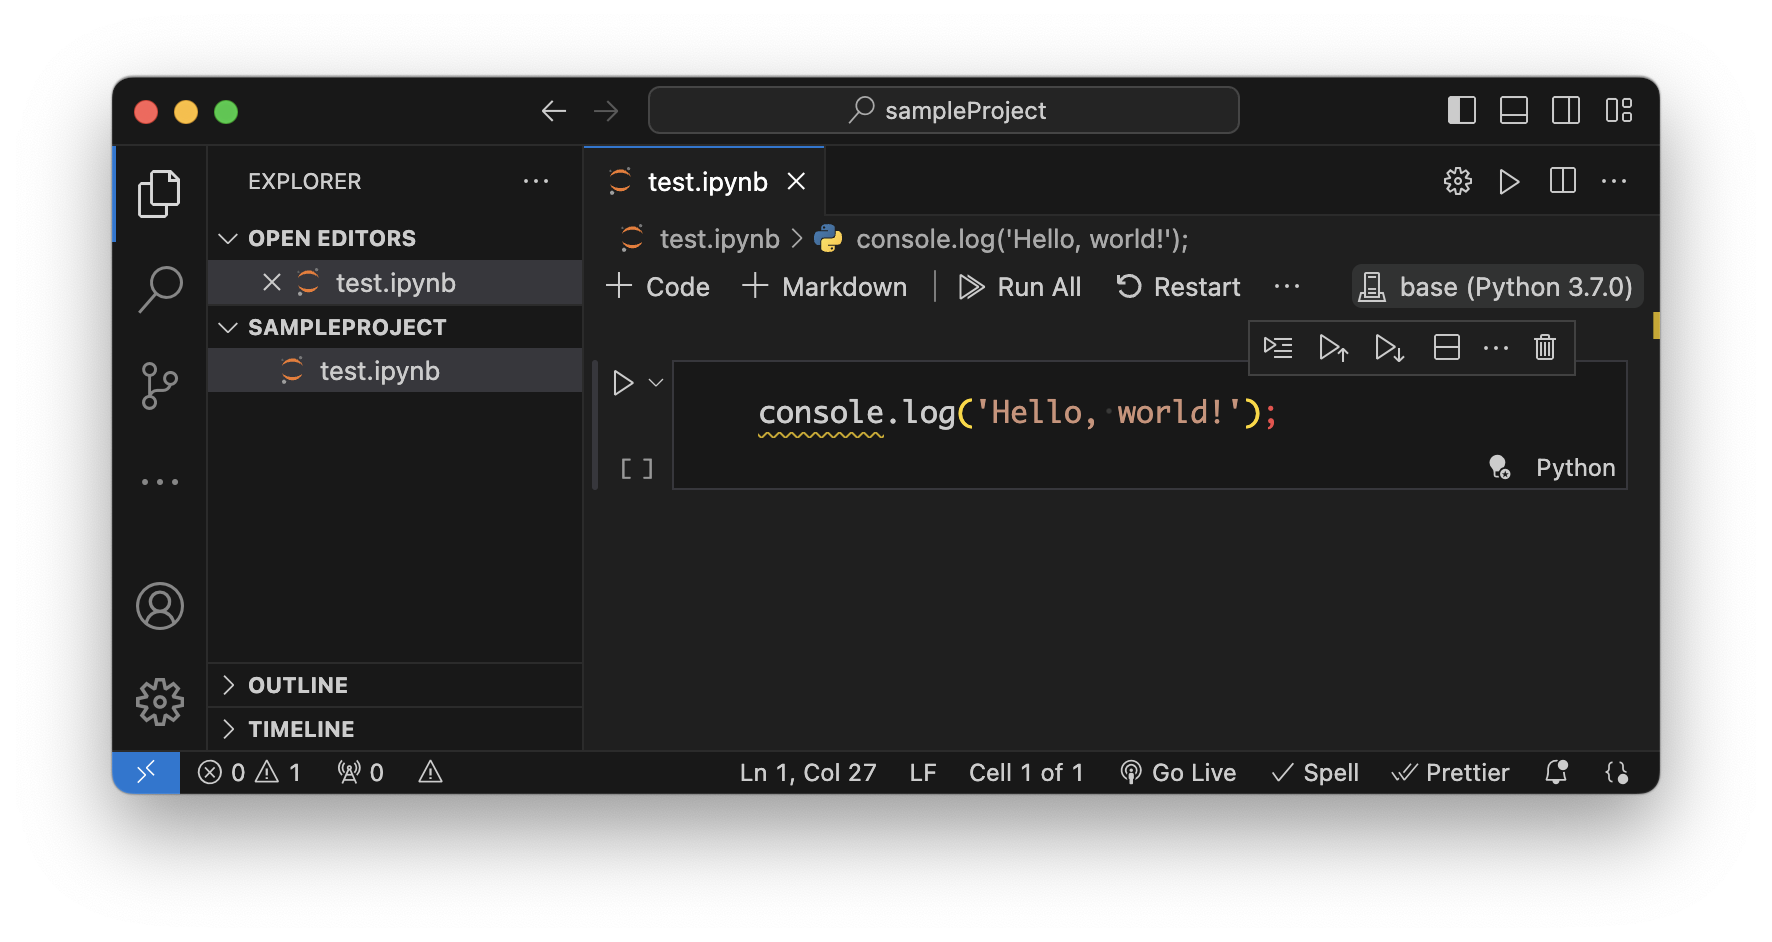 sampleProject
EXPLORER
OPEN EDITORS
test.ipynb
SAMPLEPROJECT
test.ipynb
OUTLINE
TIMELINE
test.ipynb
test.ipynb > console.log('Hello, world!');
+ Code + Markdown | Run All Restart ... base (Python 3.7.0)
console.log('Hello, world!');
[ ] Python
0 1 0 Ln 1, Col 27 LF Cell 1 of 1 Go Live Spell Prettier